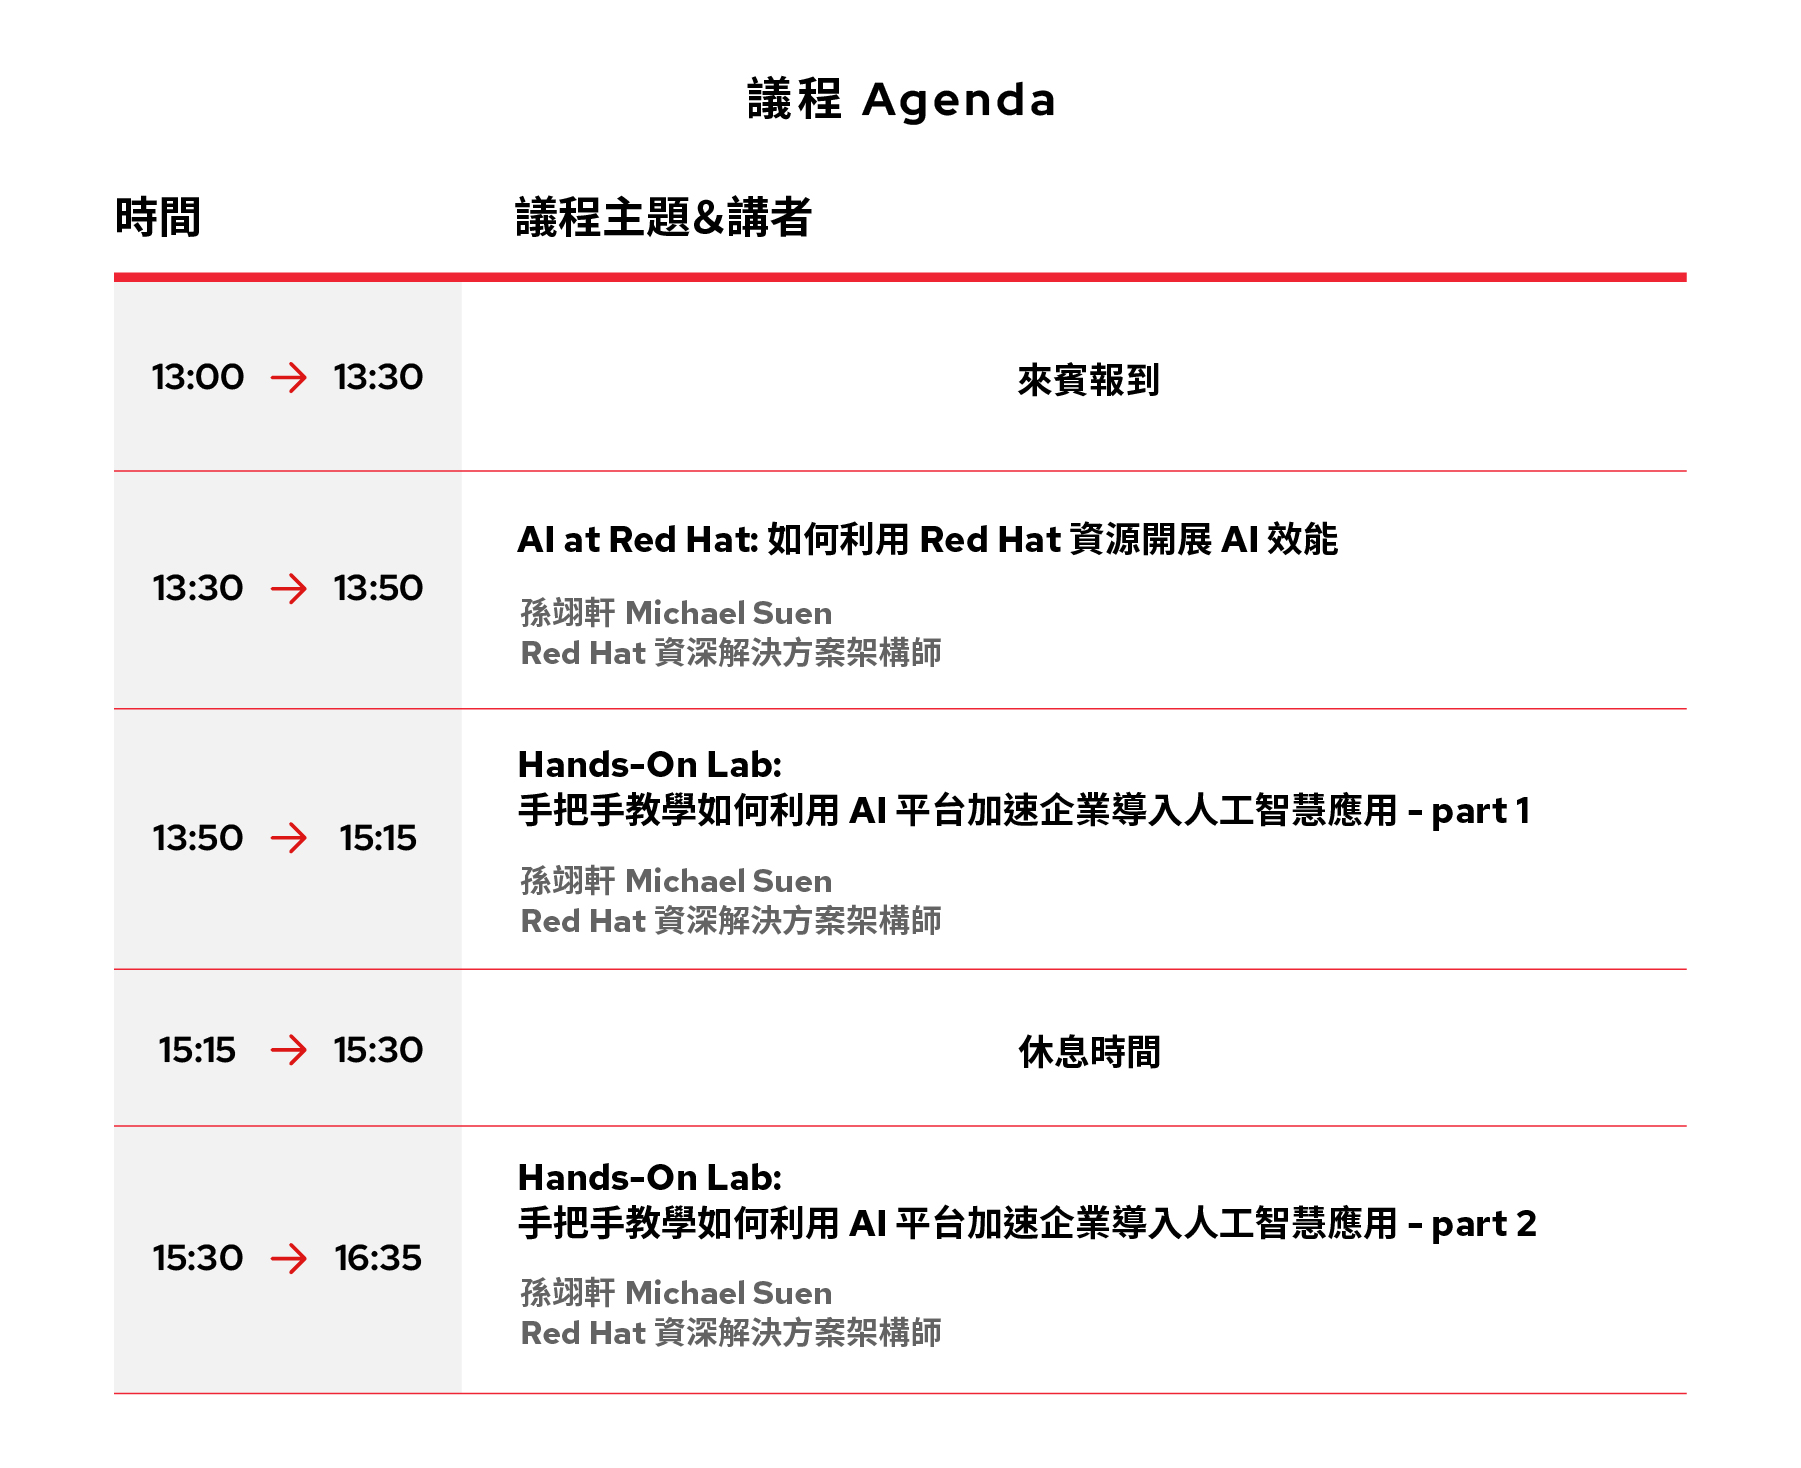 議程 Agenda
時間 議程主題&講者
13:00 → 13:30 來賓報到
AI at Red Hat: 如何利用 Red Hat 資源開展 AI 效能
13:30 → 13:50
孫翊軒 Michael Suen
Red Hat 資深解決方案架構師
Hands-On Lab:
手把手教學如何利用 AI 平台加速企業導入人工智慧應用 - part 1
13:50 → 15:15
孫翊軒 Michael Suen
Red Hat 資深解決方案架構師
15:15 → 15:30 休息時間
Hands-On Lab:
手把手教學如何利用 AI 平台加速企業導入人工智慧應用 - part 2
15:30 → 16:35
孫翊軒 Michael Suen
Red Hat 資深解決方案架構師